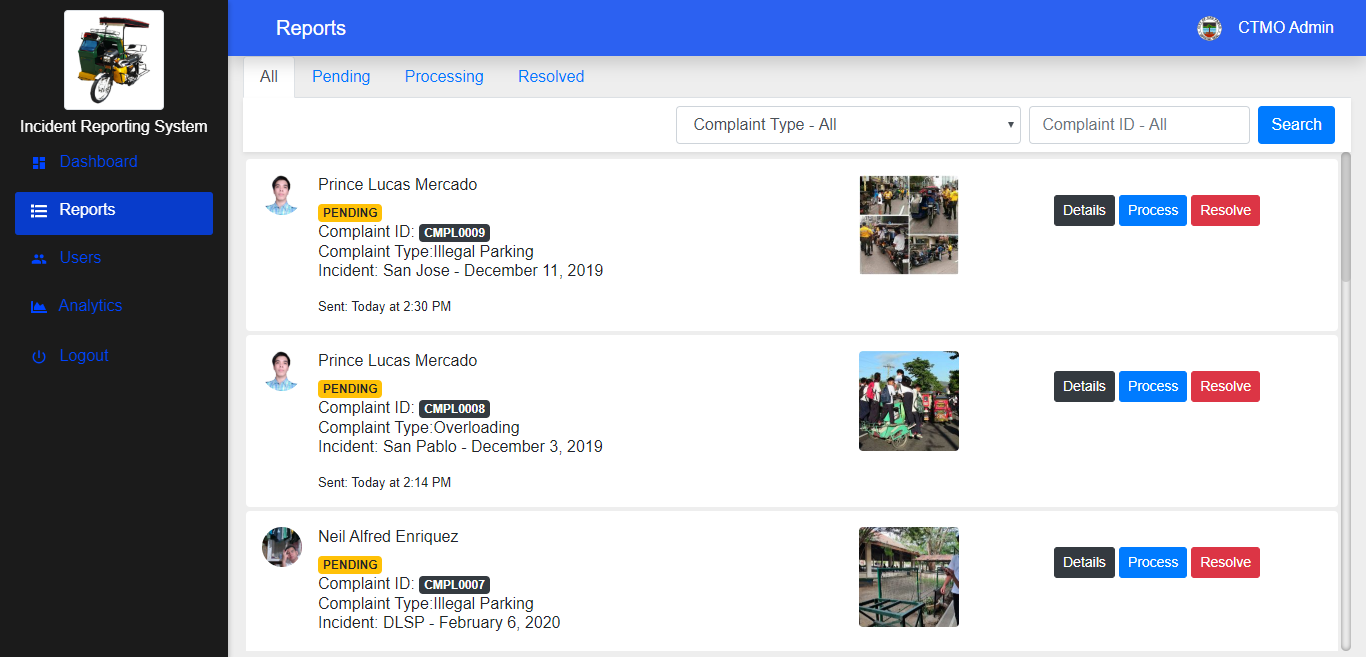 Incident Reporting System
Dashboard
Reports
Users
Analytics
Logout
Reports
CTMO Admin
All
Pending
Processing
Resolved
Complaint Type - All
Complaint ID - All
Search
Prince Lucas Mercado
PENDING
Complaint ID: CMPL0009
Complaint Type:Illegal Parking
Incident: San Jose - December 11, 2019
Sent: Today at 2:30 PM
Details
Process
Resolve
Prince Lucas Mercado
PENDING
Complaint ID: CMPL0008
Complaint Type:Overloading
Incident: San Pablo - December 3, 2019
Sent: Today at 2:14 PM
Details
Process
Resolve
Neil Alfred Enriquez
PENDING
Complaint ID: CMPL0007
Complaint Type:Illegal Parking
Incident: DLSP - February 6, 2020
Details
Process
Resolve